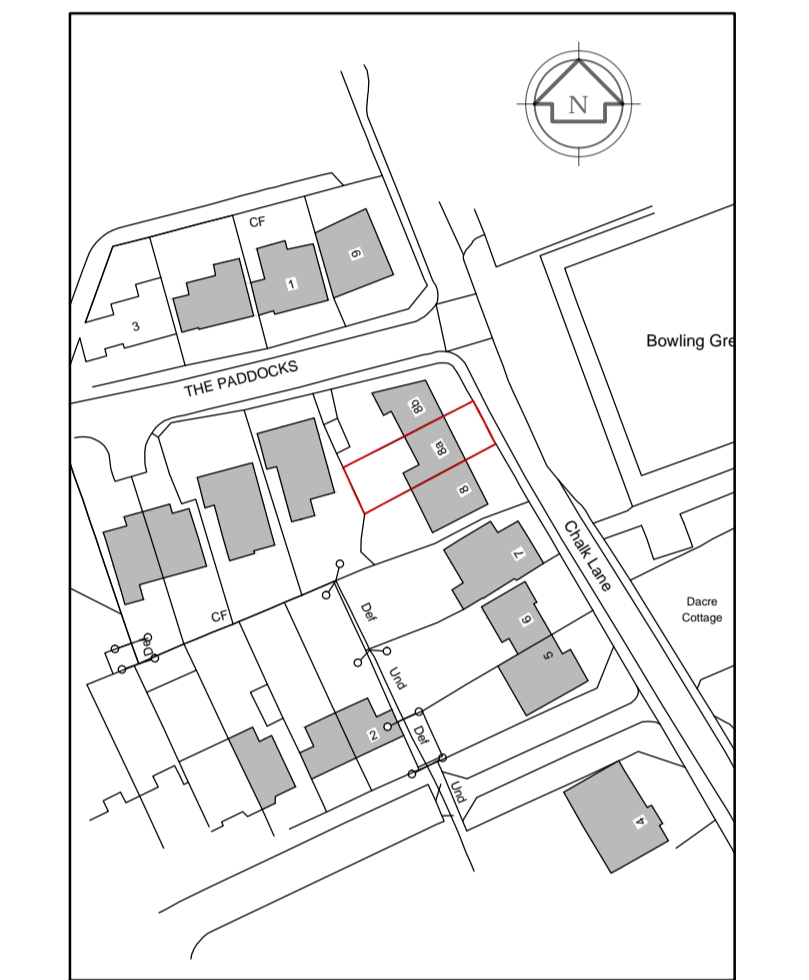 N
CF
9
1
3
Bowling Gre
THE PADDOCKS
8b
8a
8
Chalk Lane
7
Dacre
Cottage
Def
CF
6
De
5
Und
2
Def
Und
4